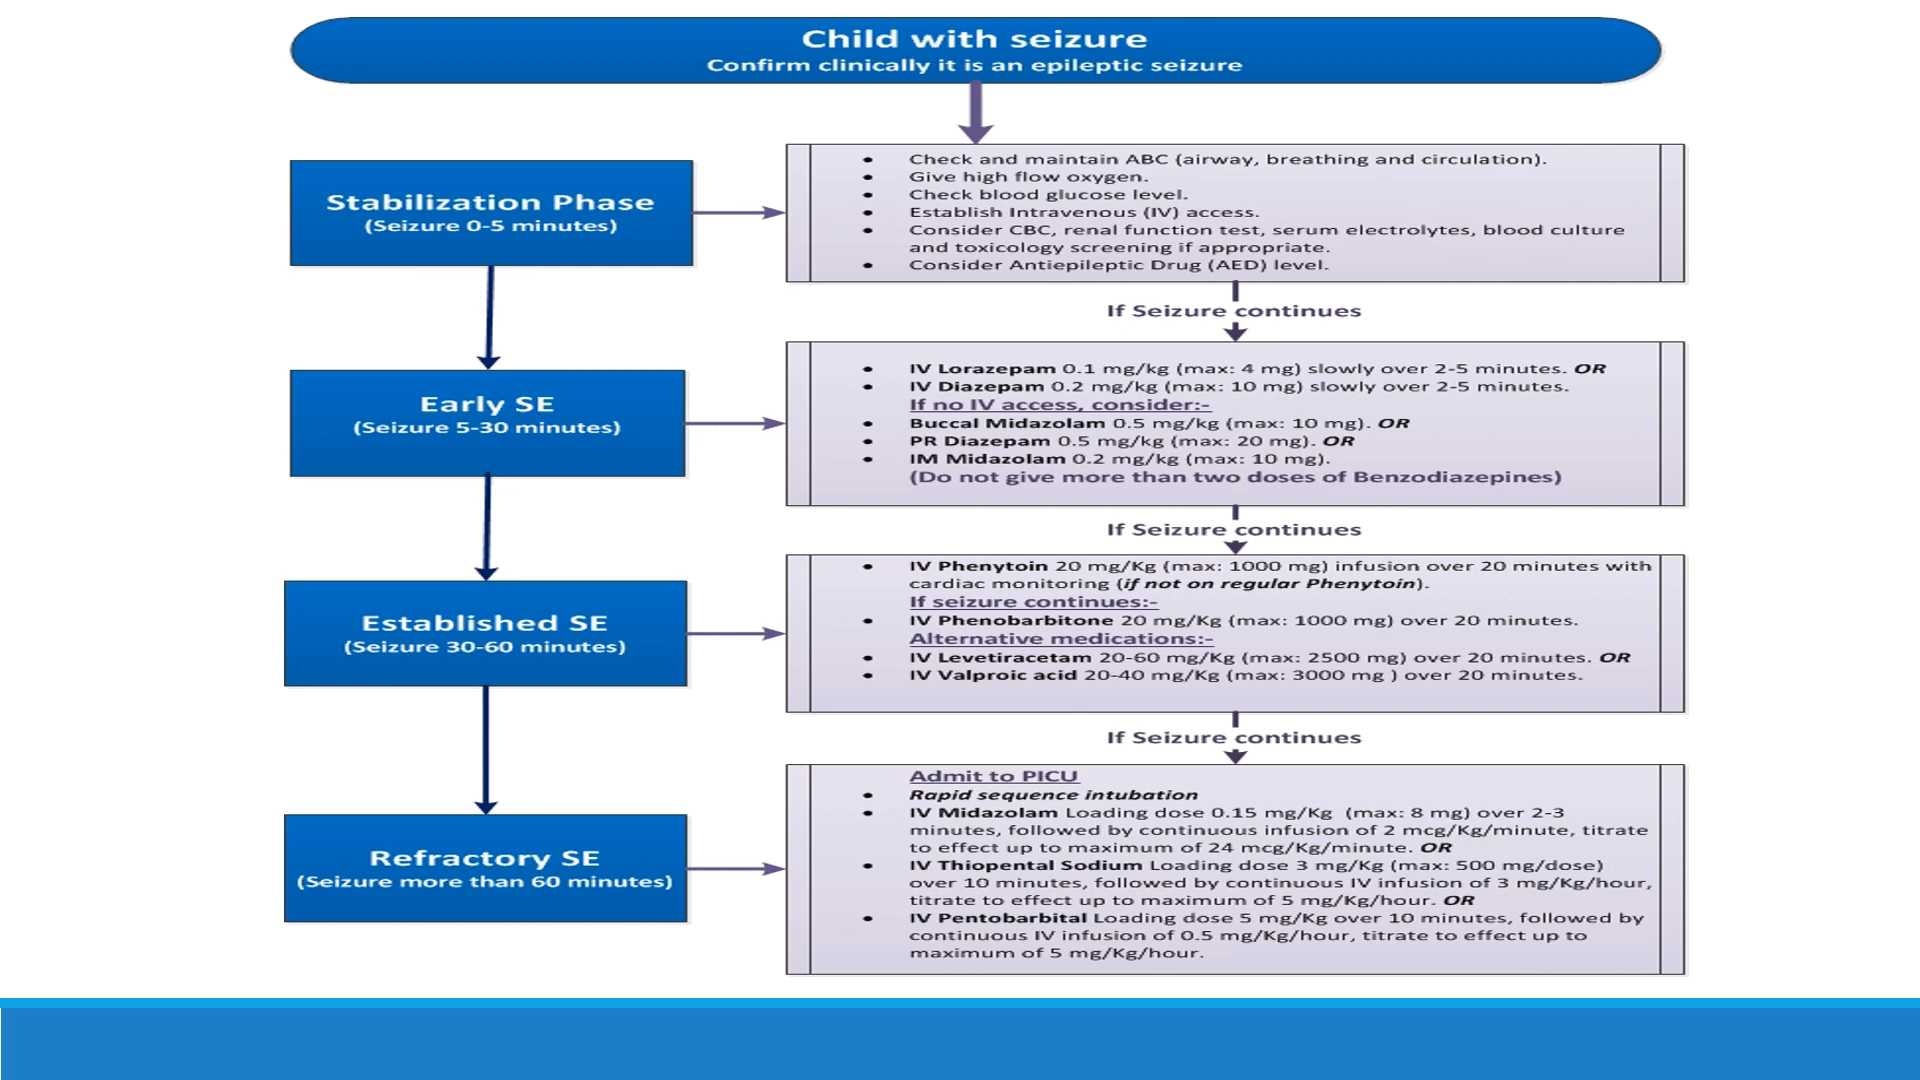 Child with seizure
Confirm clinically it is an epileptic seizure
Stabilization Phase
(Seizure 0-5 minutes)
• Check and maintain ABC (airway, breathing and circulation).
• Give high flow oxygen.
• Check blood glucose level.
• Establish Intravenous (IV) access.
• Consider CBC, renal function test, serum electrolytes, blood culture
and toxicology screening if appropriate.
• Consider Antiepileptic Drug (AED) level.
If Seizure continues
Early SE
(Seizure 5-30 minutes)
• IV Lorazepam 0.1 mg/kg (max: 4 mg) slowly over 2-5 minutes. OR
• IV Diazepam 0.2 mg/kg (max: 10 mg) slowly over 2-5 minutes.
If no IV access, consider:-
• Buccal Midazolam 0.5 mg/kg (max: 10 mg). OR
• PR Diazepam 0.5 mg/kg (max: 20 mg). OR
• IM Midazolam 0.2 mg/kg (max: 10 mg).
(Do not give more than two doses of Benzodiazepines)
If Seizure continues
Established SE
(Seizure 30-60 minutes)
• IV Phenytoin 20 mg/Kg (max: 1000 mg) infusion over 20 minutes with
cardiac monitoring (if not on regular Phenytoin).
If seizure continues:-
• IV Phenobarbitone 20 mg/Kg (max: 1000 mg) over 20 minutes.
Alternative medications:-
• IV Levetiracetam 20-60 mg/Kg (max: 2500 mg) over 20 minutes. OR
• IV Valproic acid 20-40 mg/Kg (max: 3000 mg ) over 20 minutes.
If Seizure continues
Refractory SE
(Seizure more than 60 minutes)
Admit to PICU
• Rapid sequence intubation
• IV Midazolam Loading dose 0.15 mg/Kg (max: 8 mg) over 2-3
minutes, followed by continuous infusion of 2 mcg/Kg/minute, titrate
to effect up to maximum of 24 mcg/Kg/minute. OR
• IV Thiopental Sodium Loading dose 3 mg/Kg (max: 500 mg/dose)
over 10 minutes, followed by continuous IV infusion of 3 mg/Kg/hour,
titrate to effect up to maximum of 5 mg/Kg/hour. OR
• IV Pentobarbital Loading dose 5 mg/Kg over 10 minutes, followed by
continuous IV infusion of 0.5 mg/Kg/hour, titrate to effect up to
maximum of 5 mg/Kg/hour.